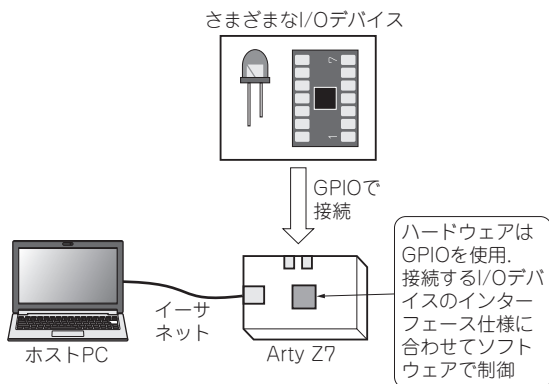 さまざまなI/Oデバイス
7
1
GPIOで
接続
イーサ
ネット
ホストPC
Arty Z7
ハードウェアは
GPIOを使用．
接続するI/Oデバ
イスのインター
フェース仕様に
合わせてソフト
ウェアで制御